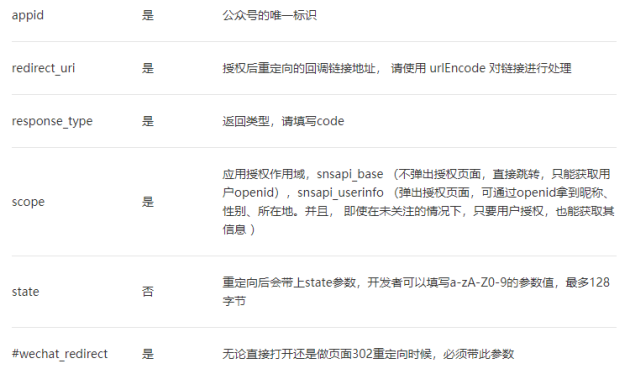 appid 是 公众号的唯一标识
redirect_uri 是 授权后重定向的回调链接地址， 请使用 urlEncode 对链接进行处理
response_type 是 返回类型，请填写code
scope 是 应用授权作用域，snsapi_base （不弹出授权页面，直接跳转，只能获取用
户openid），snsapi_userinfo （弹出授权页面，可通过openid拿到昵称、
性别、所在地。并且， 即使在未关注的情况下，只要用户授权，也能获取其
信息 ）
state 否 重定向后会带上state参数，开发者可以填写a-zA-Z0-9的参数值，最多128
字节
#wechat_redirect 是 无论直接打开还是做页面302重定向时候，必须带此参数